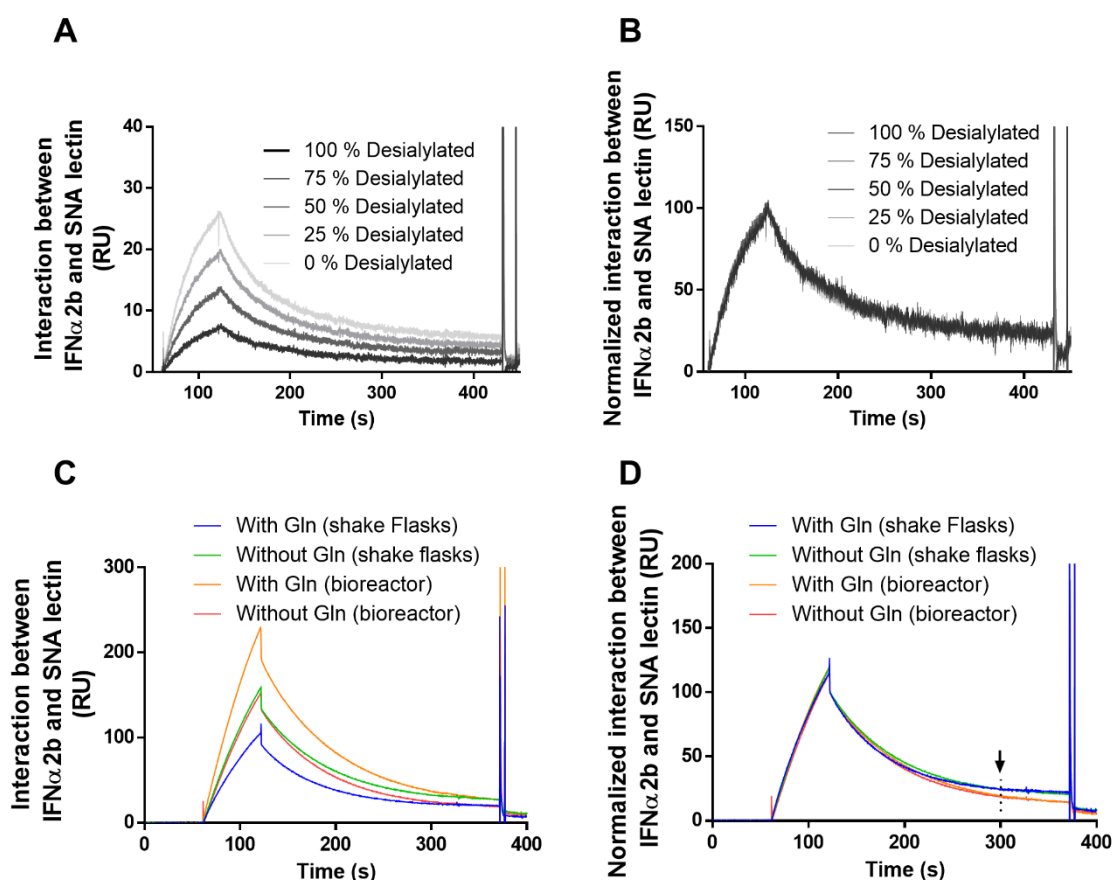 A
Interaction between
IFNα2b and SNA lectin
(RU)
40
30
20
10
0
100 % Desialylated
75 % Desialylated
50 % Desialylated
25 % Desialylated
0 % Desialylated
100 200 300 400
Time (s)
B
Normalized interaction between
IFNα2b and SNA lectin (RU)
150
100
50
0
100 % Desialylated
75 % Desialylated
50 % Desialylated
25 % Desialylated
0 % Desialylated
100 200 300 400
Time (s)
C
Interaction between
IFNα2b and SNA lectin
(RU)
With Gln (shake Flasks)
Without Gln (shake flasks)
With Gln (bioreactor)
Without Gln (bioreactor)
300
200
100
0
0 100 200 300 400
Time (s)
D
Normalized interaction between
IFNα2b and SNA lectin (RU)
With Gln (shake Flasks)
Without Gln (shake flasks)
With Gln (bioreactor)
Without Gln (bioreactor)
200
150
100
50
0
0 100 200 300 400
Time (s)